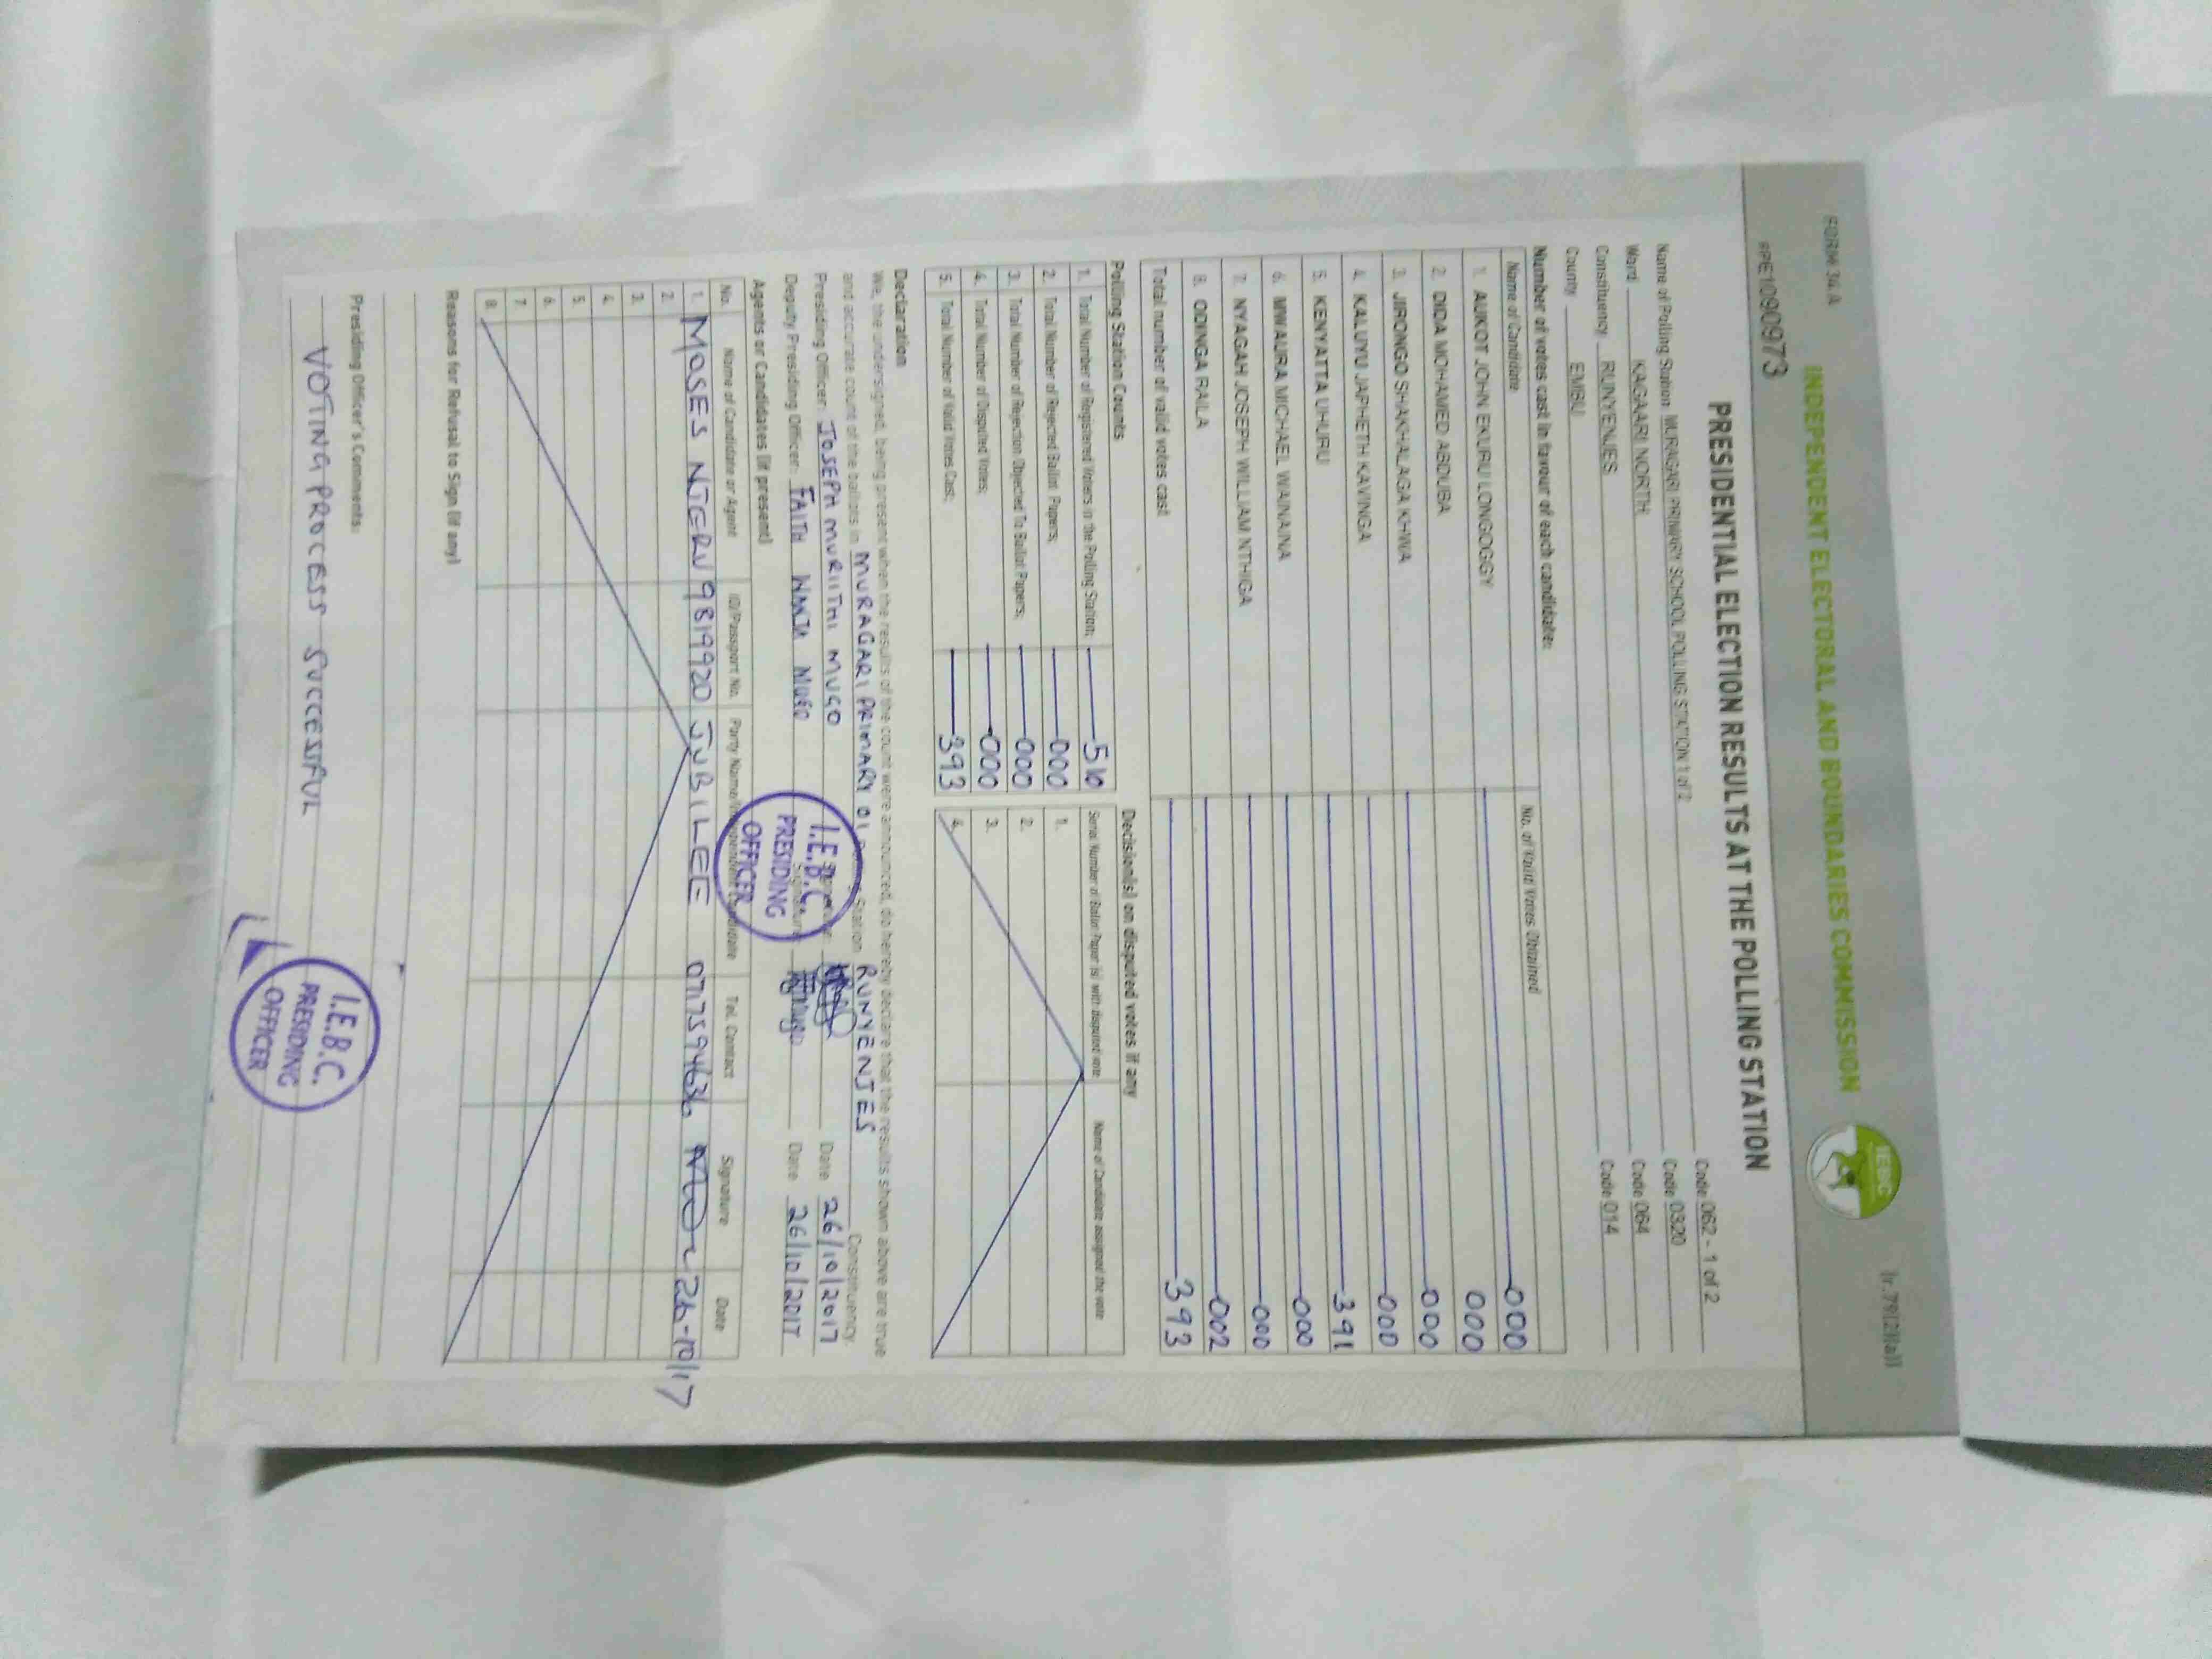 FORM 34 A
(r.79(2)(a))
INDEPENDENT ELECTORAL AND BOUNDARIES COMMISSION
IEBC
PRE1090973
PRESIDENTIAL ELECTION RESULTS AT THE POLLING STATION
Name of Polling Station MURAGARI PRIMARY SCHOOL POLLING STATION 1 of 2 Code 062 - 1 of 2
Ward KAGAARI NORTH Code 0320
Constituency RUNYENJES Code 064
County EMBU Code 014
Number of votes cast in favour of each candidate:
Name of Candidate No. of Valid Votes Obtained
1. AUKOT JOHN EKURU LONGOGGY 000
2. DIDA MOHAMED ABDUBA 000
3. JIRONGO SHAKHALAGA KHWA 000
4. KALUYU JAPHETH KAVINGA 000
5. KENYATTA UHURU 391
6. MWAURA MICHAEL WAINAINA 000
7. NYAGAH JOSEPH WILLIAM NTHIGA 000
8. ODINGA RAILA 002
Total number of valid votes cast 393
Polling Station Counts
1. Total Number of Registered Voters in the Polling Station; 510
2. Total Number of Rejected Ballot Papers; 000
3. Total Number of Rejection Objected To Ballot Papers; 000
4. Total Number of Disputed Votes; 000
5. Total Number of Valid Votes Cast; 393
Decision(s) on disputed votes if any
Serial Number of Ballot Paper (s) with disputed vote Name of Candidate assigned the vote
1.
2.
3.
4.
Declaration
We, the undersigned, being present when the results of the count were announced, do hereby declare that the results shown above are true
and accurate count of the ballots in MURAGARI PRIMARY 01 Station RUNYENJES Constituency.
Presiding Officer: JOSEPH MURIITHI MUGO Date 26/10/2017
Deputy Presiding Officer: FAITH WANJA MUGO Signature Date 26/10/2017
I.E.B.C.
PRESIDING
OFFICER
Agents or Candidates (if present)
No. Name of Candidate or Agent ID/Passport No. Party Name/Independent Candidate Tel. Contact Signature Date
1. MOSES NJERU 9819920 JUBILEE 0717594636 26-10/17
2.
3.
4.
5.
6.
7.
8.
Reasons for Refusal to Sign (if any)
Presiding Officer's Comments:
VOTING PROCESS SUCCESSFUL
I.E.B.C.
PRESIDING
OFFICER